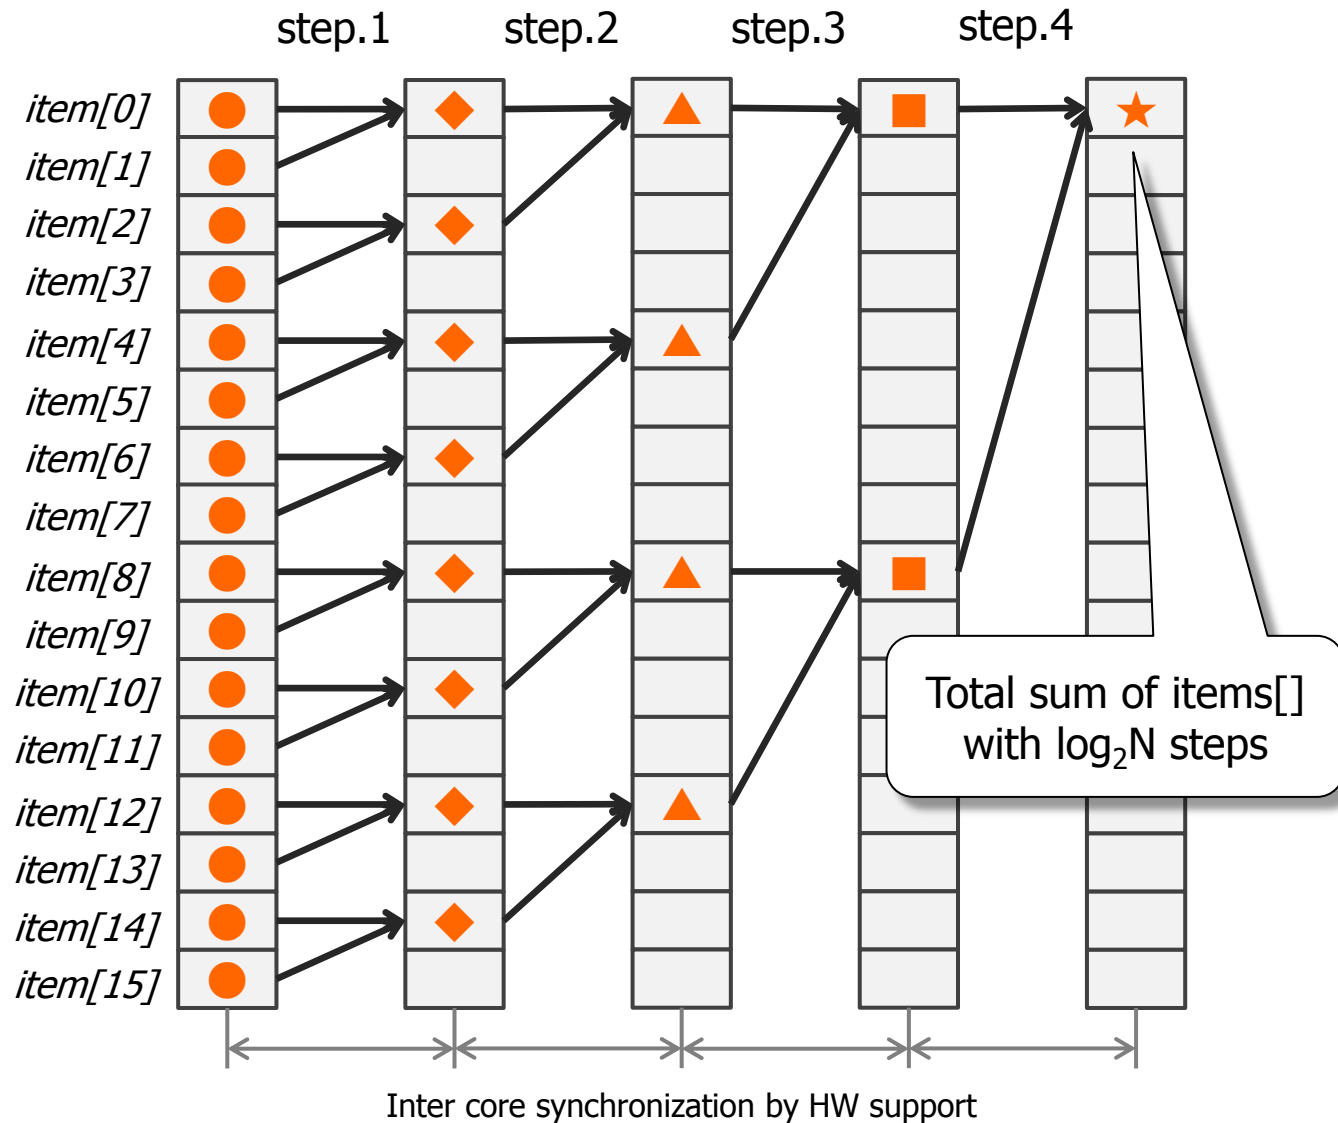 step.1 step.2 step.3 step.4
item[0]
item[1]
item[2]
item[3]
item[4]
item[5]
item[6]
item[7]
item[8]
item[9]
item[10]
item[11]
item[12]
item[13]
item[14]
item[15]
Total sum of items[]
with log₂N steps
Inter core synchronization by HW support